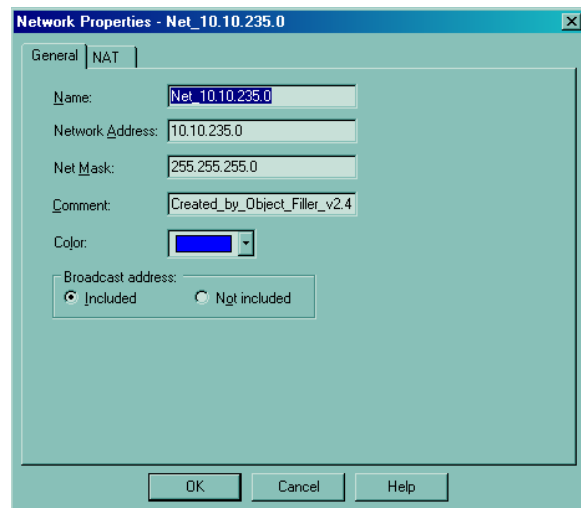 Network Properties - Net_10.10.235.0
General NAT
Name: Net_10.10.235.0
Network Address: 10.10.235.0
Net Mask: 255.255.255.0
Comment: Created_by_Object_Filler_v2.4
Color:
Broadcast address:
Included Not included
OK Cancel Help